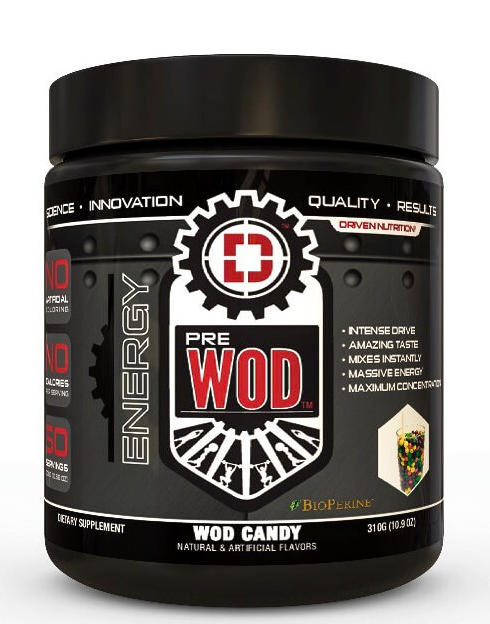 SCIENCE • INNOVATION
QUALITY • RESULTS
DRIVEN NUTRITION
D
TM
ENERGY
NO
ARTIFICIAL
COLORING
NO
CALORIES
PER SERVING
50
SERVINGS
PRE
WOD TM
• INTENSE DRIVE
• AMAZING TASTE
• MIXES INSTANTLY
• MASSIVE ENERGY
• MAXIMUM CONCENTRATION
BIOPERINE
DIETARY SUPPLEMENT
WOD CANDY
NATURAL & ARTIFICIAL FLAVORS
310G (10.9 OZ)